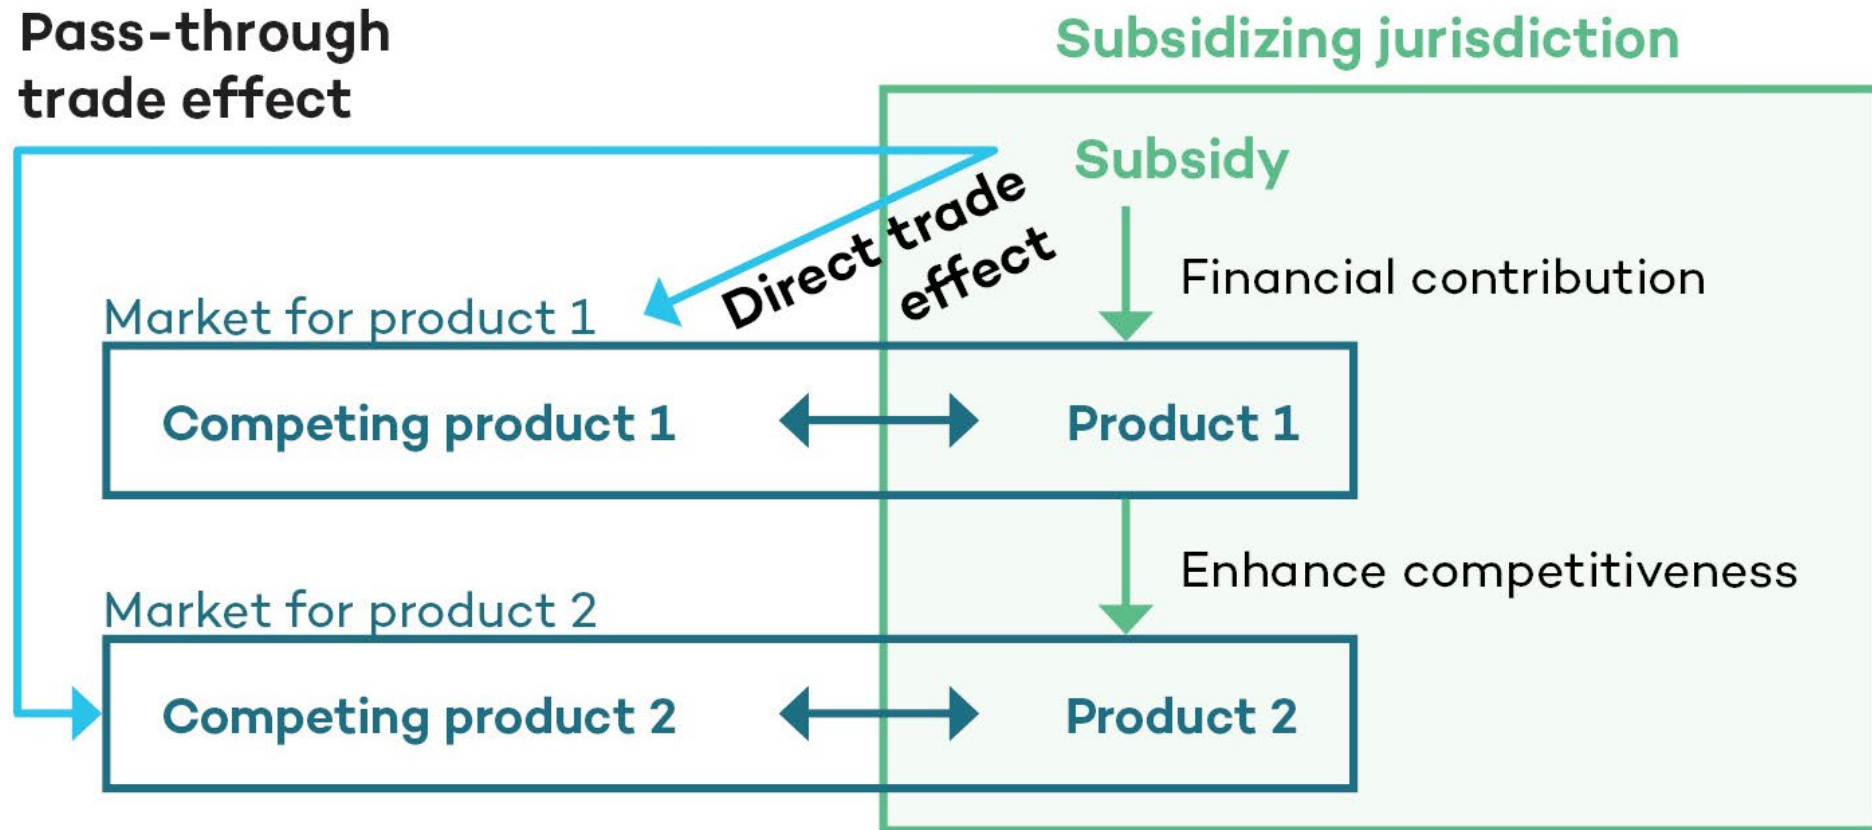 Pass-through
trade effect
Subsidizing jurisdiction
Subsidy
Direct trade
effect
Financial contribution
Market for product 1
Competing product 1
Product 1
Enhance competitiveness
Market for product 2
Competing product 2
Product 2